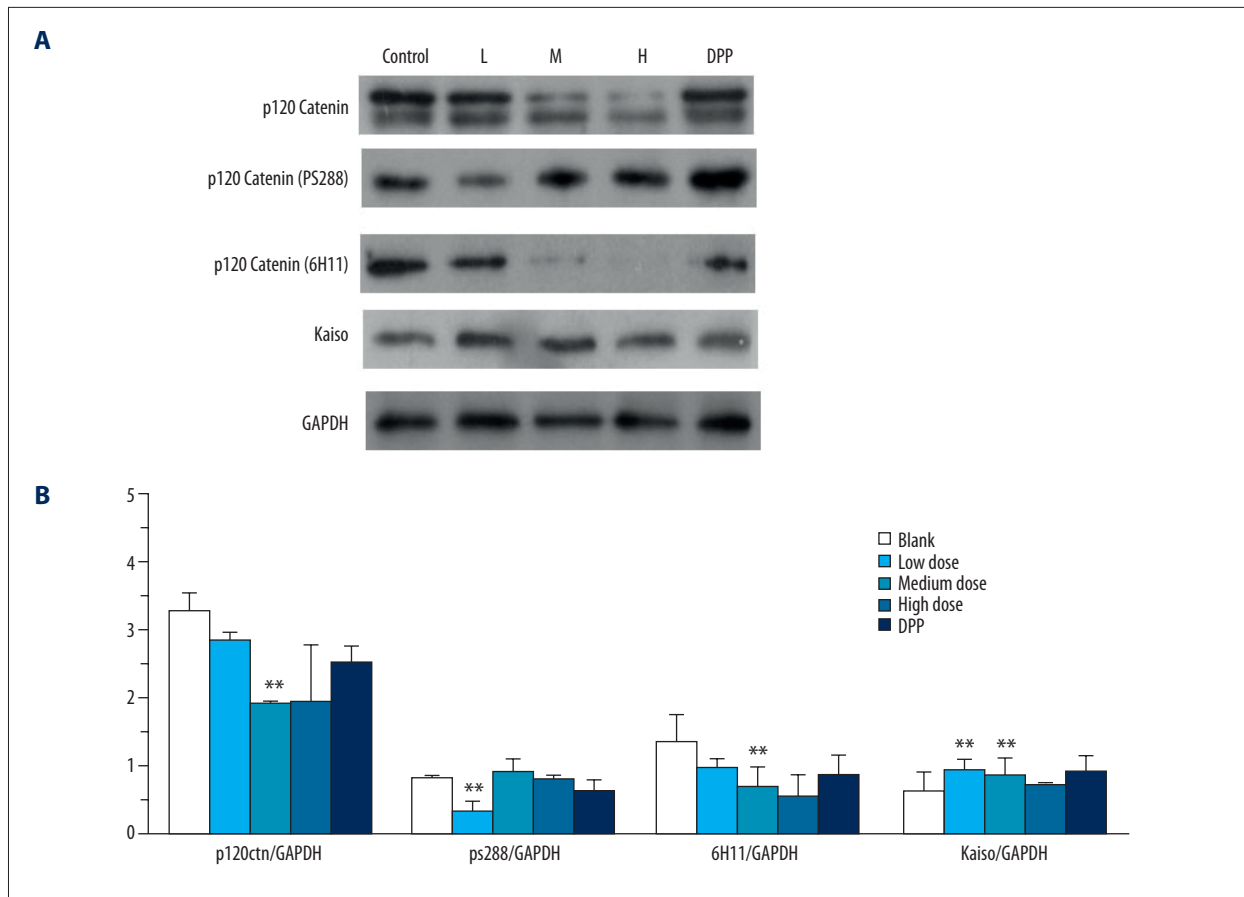 A
Control L M H DPP
p120 Catenin
p120 Catenin (PS288)
p120 Catenin (6H11)
Kaiso
GAPDH
B
5
4
3
2
1
0
** ** ** ** **
Blank
Low dose
Medium dose
High dose
DPP
p120ctn/GAPDH ps288/GAPDH 6H11/GAPDH Kaiso/GAPDH